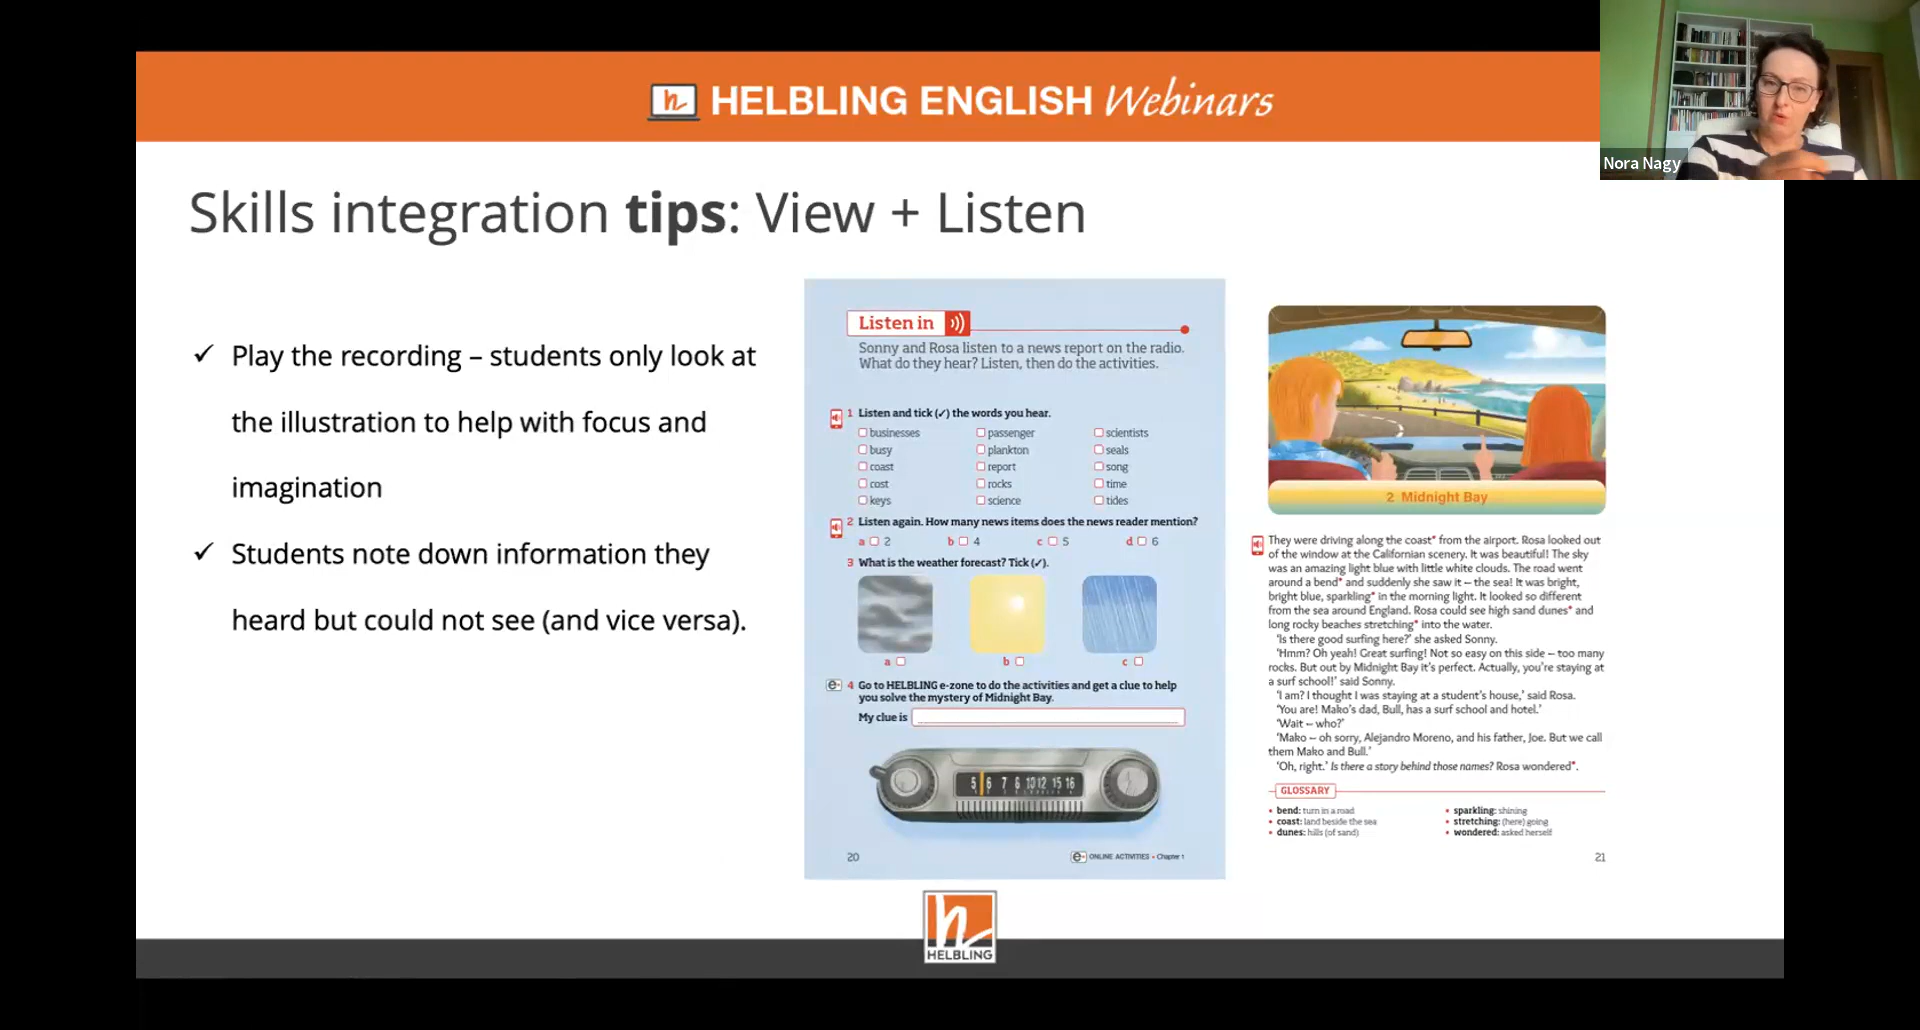 HELBLING ENGLISH Webinars
Nora Nagy
Skills integration tips: View + Listen
✓ Play the recording – students only look at
the illustration to help with focus and
imagination
✓ Students note down information they
heard but could not see (and vice versa).
Listen in
Sonny and Rosa listen to a news report on the radio.
What do they hear? Listen, then do the activities.
1 Listen and tick (✓) the words you hear.
businesses passenger scientists
busy plankton seals
coast report song
cost rocks time
keys science tides
2 Listen again. How many news items does the news reader mention?
a 2 b 4 c 5 d 6
3 What is the weather forecast? Tick (✓).
a b c
e- 4 Go to HELBLING e-zone to do the activities and get a clue to help
you solve the mystery of Midnight Bay.
My clue is
5 6 7 8 10 12 15 16
20
e- ONLINE ACTIVITIES • Chapter 1
2 Midnight Bay
They were driving along the coast* from the airport. Rosa looked out
of the window at the Californian scenery. It was beautiful! The sky
was an amazing light blue with little white clouds. The road went
around a bend* and suddenly she saw it – the sea! It was bright,
bright blue, sparkling* in the morning light. It looked so different
from the sea around England. Rosa could see high sand dunes* and
long rocky beaches stretching* into the water.
'Is there good surfing here?' she asked Sonny.
'Hmm? Oh yeah! Great surfing! Not so easy on this side – too many
rocks. But out by Midnight Bay it's perfect. Actually, you're staying at
a surf school!' said Sonny.
'I am? I thought I was staying at a student's house,' said Rosa.
'You are! Mako's dad, Bull, has a surf school and hotel.'
'Wait – who?'
'Mako – oh sorry, Alejandro Moreno, and his father, Joe. But we call
them Mako and Bull.'
'Oh, right.' Is there a story behind those names? Rosa wondered*.
GLOSSARY
• bend: turn in a road
• coast: land beside the sea
• dunes: hills (of sand)
• sparkling: shining
• stretching: (here) going
• wondered: asked herself
21
h
HELBLING